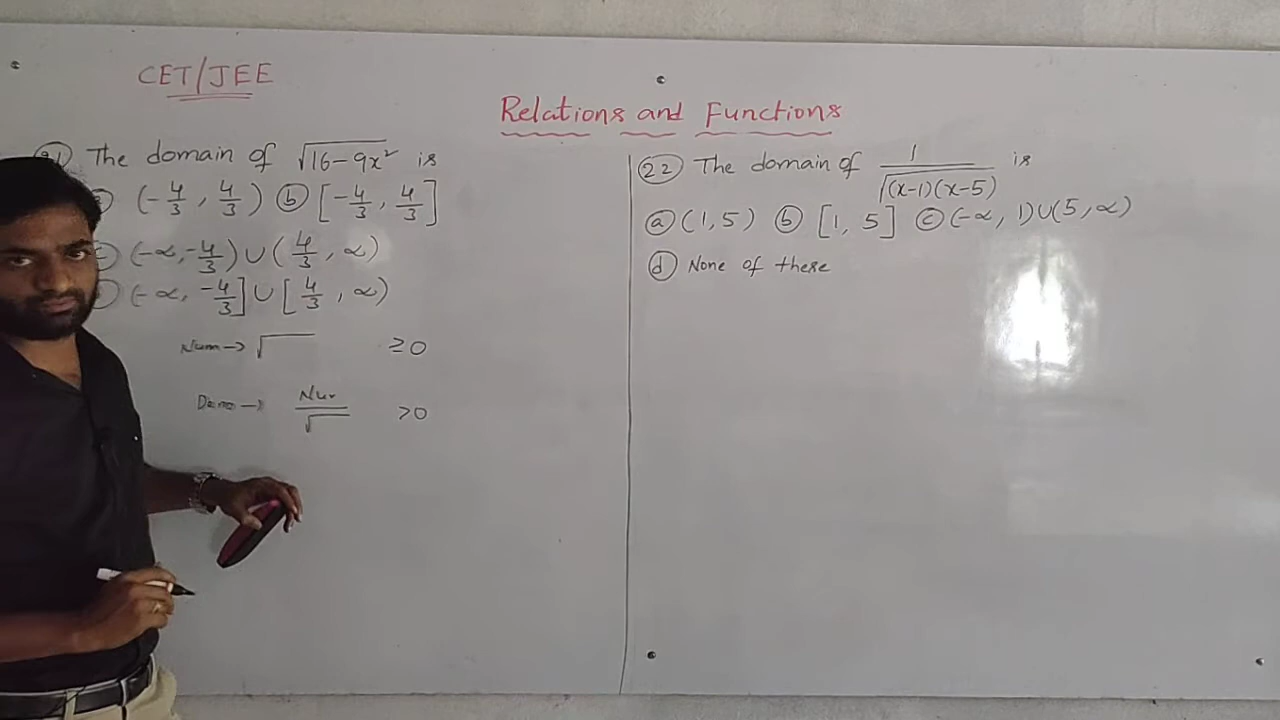 CET/JEE
Relations and Functions
21 The domain of √16-9x² is
(-4/3, 4/3) ⓑ [-4/3, 4/3]
(-∝, -4/3) ∪ (4/3, ∝)
(-∝, -4/3] ∪ [4/3, ∝)
Num → √ ≥0
Deno → Nur/√ >0
㉒ The domain of 1/√(x-1)(x-5) is
ⓐ (1, 5) ⓑ [1, 5] ⓒ (-∝, 1)∪(5, ∝)
ⓓ None of these